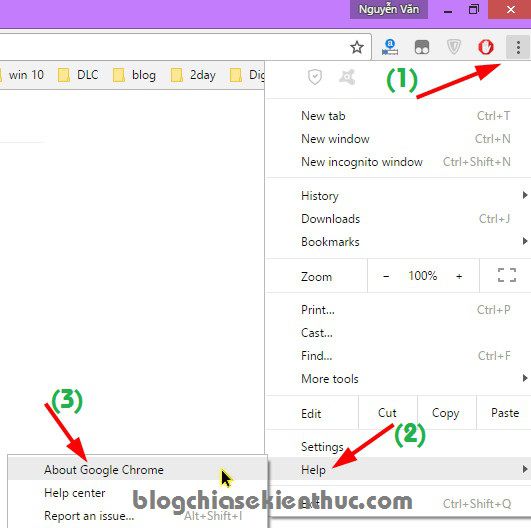 Nguyễn Văn
win 10 DLC blog 2day Dig
(1)
New tab Ctrl+T
New window Ctrl+N
New incognito window Ctrl+Shift+N
History
Downloads Ctrl+J
Bookmarks
Zoom − 100% +
Print... Ctrl+P
Cast...
Find... Ctrl+F
More tools
Edit Cut Copy Paste
(3)
(2)
Settings
Help
About Google Chrome
Help center
blogchiasekienthuc.com
Exit Ctrl+Shift+Q
Report an issue... Alt+Shift+I